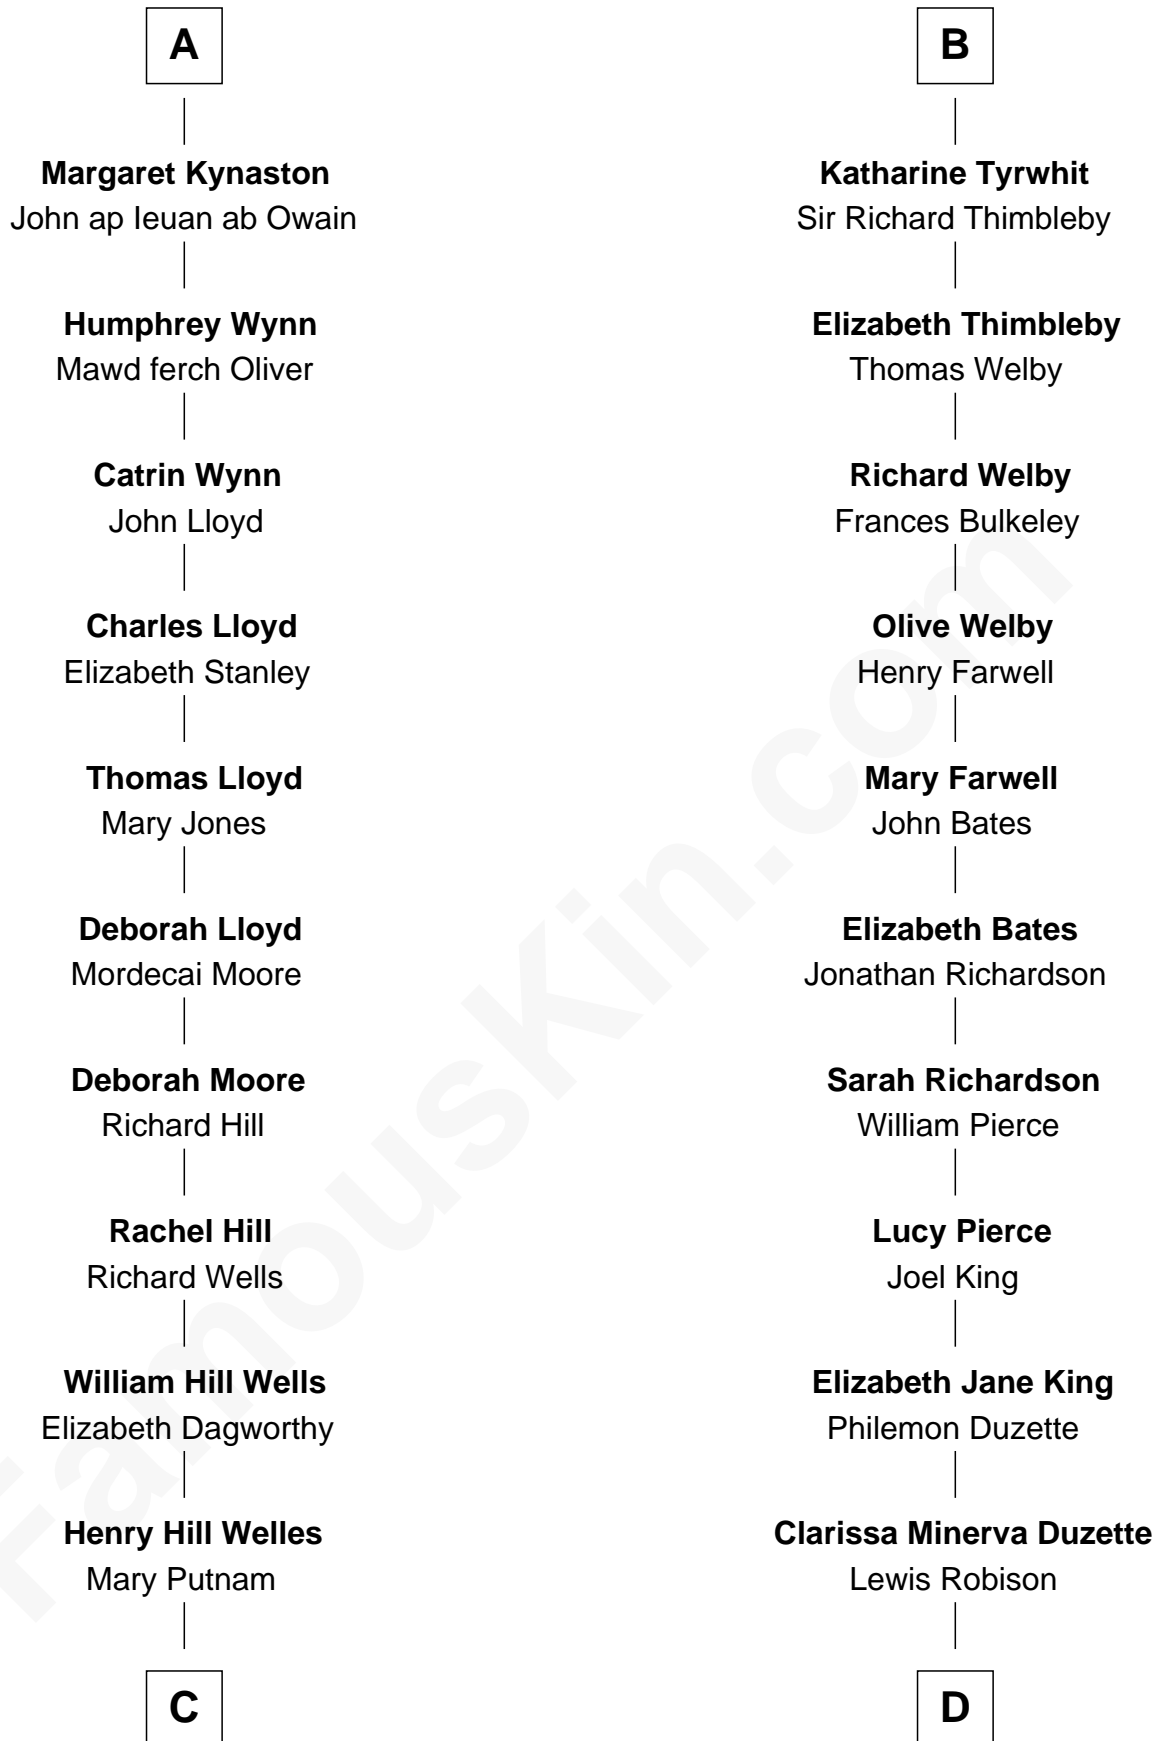 A
Margaret Kynaston
John ap Ieuan ab Owain
Humphrey Wynn
Mawd ferch Oliver
Catrin Wynn
John Lloyd
Charles Lloyd
Elizabeth Stanley
Thomas Lloyd
Mary Jones
Deborah Lloyd
Mordecai Moore
Deborah Moore
Richard Hill
Rachel Hill
Richard Wells
William Hill Wells
Elizabeth Dagworthy
Henry Hill Welles
Mary Putnam
C
B
Katharine Tyrwhit
Sir Richard Thimbleby
Elizabeth Thimbleby
Thomas Welby
Richard Welby
Frances Bulkeley
Olive Welby
Henry Farwell
Mary Farwell
John Bates
Elizabeth Bates
Jonathan Richardson
Sarah Richardson
William Pierce
Lucy Pierce
Joel King
Elizabeth Jane King
Philemon Duzette
Clarissa Minerva Duzette
Lewis Robison
D
FamousKin.com